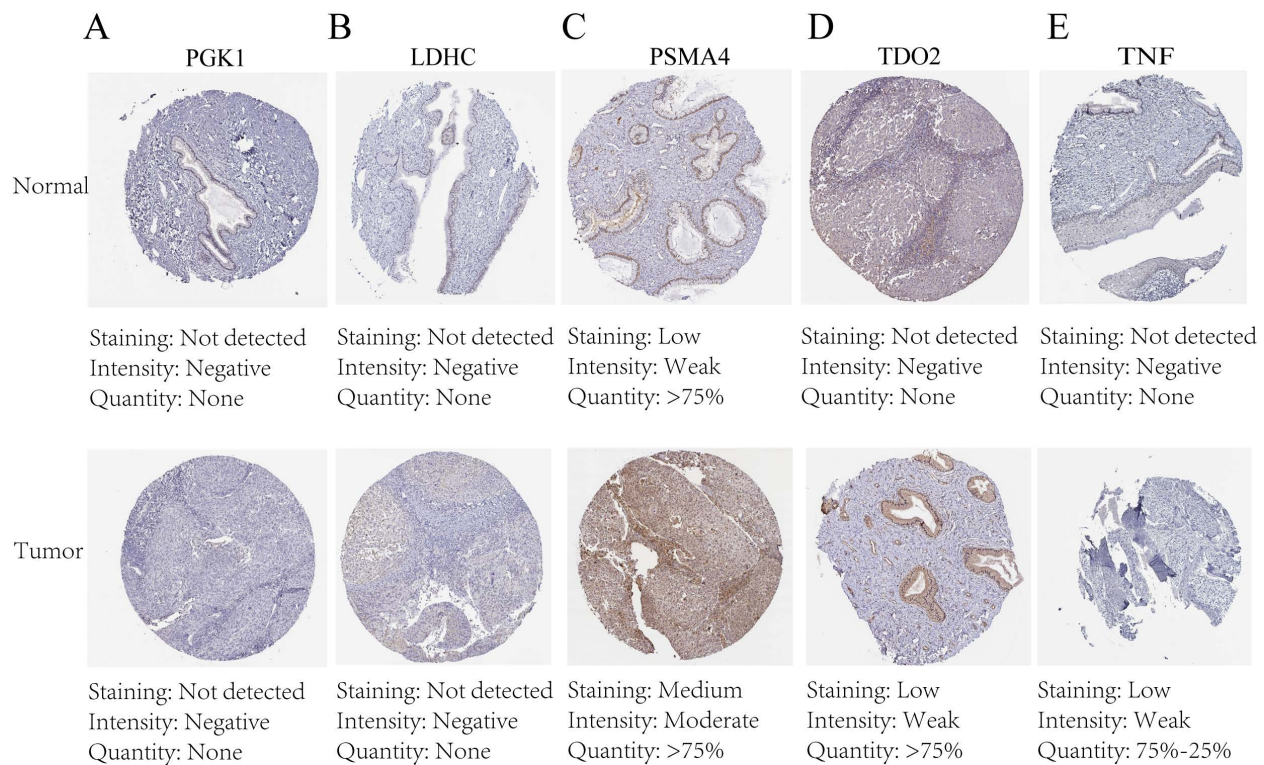 A B C D E
PGK1 LDHC PSMA4 TDO2 TNF
Normal
Staining: Not detected
Intensity: Negative
Quantity: None
Staining: Not detected
Intensity: Negative
Quantity: None
Staining: Low
Intensity: Weak
Quantity: >75%
Staining: Not detected
Intensity: Negative
Quantity: None
Staining: Not detected
Intensity: Negative
Quantity: None
Tumor
Staining: Not detected
Intensity: Negative
Quantity: None
Staining: Not detected
Intensity: Negative
Quantity: None
Staining: Medium
Intensity: Moderate
Quantity: >75%
Staining: Low
Intensity: Weak
Quantity: >75%
Staining: Low
Intensity: Weak
Quantity: 75%-25%